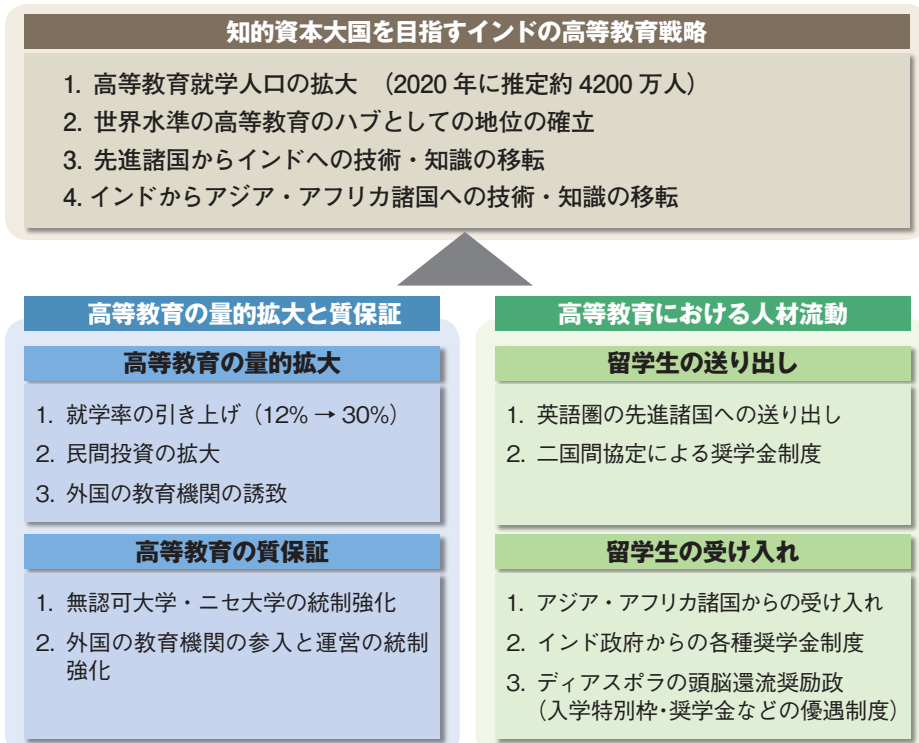 知的資本大国を目指すインドの高等教育戦略
1. 高等教育就学人口の拡大 （2020 年に推定約 4200 万人）
2. 世界水準の高等教育のハブとしての地位の確立
3. 先進諸国からインドへの技術・知識の移転
4. インドからアジア・アフリカ諸国への技術・知識の移転
高等教育の量的拡大と質保証
高等教育の量的拡大
1. 就学率の引き上げ（12% → 30%）
2. 民間投資の拡大
3. 外国の教育機関の誘致
高等教育の質保証
1. 無認可大学・ニセ大学の統制強化
2. 外国の教育機関の参入と運営の統制
強化
高等教育における人材流動
留学生の送り出し
1. 英語圏の先進諸国への送り出し
2. 二国間協定による奨学金制度
留学生の受け入れ
1. アジア・アフリカ諸国からの受け入れ
2. インド政府からの各種奨学金制度
3. ディアスポラの頭脳還流奨励政
（入学特別枠・奨学金などの優遇制度）